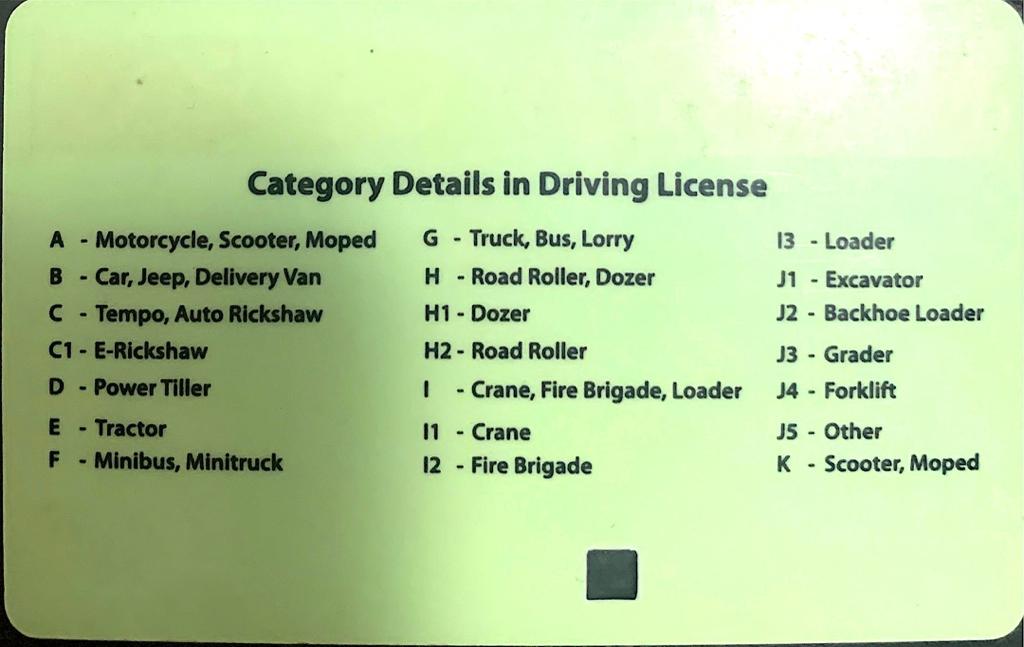 Category Details in Driving License
A - Motorcycle, Scooter, Moped
B - Car, Jeep, Delivery Van
C - Tempo, Auto Rickshaw
C1 - E-Rickshaw
D - Power Tiller
E - Tractor
F - Minibus, Minitruck
G - Truck, Bus, Lorry
H - Road Roller, Dozer
H1 - Dozer
H2 - Road Roller
I - Crane, Fire Brigade, Loader
I1 - Crane
I2 - Fire Brigade
I3 - Loader
J1 - Excavator
J2 - Backhoe Loader
J3 - Grader
J4 - Forklift
J5 - Other
K - Scooter, Moped